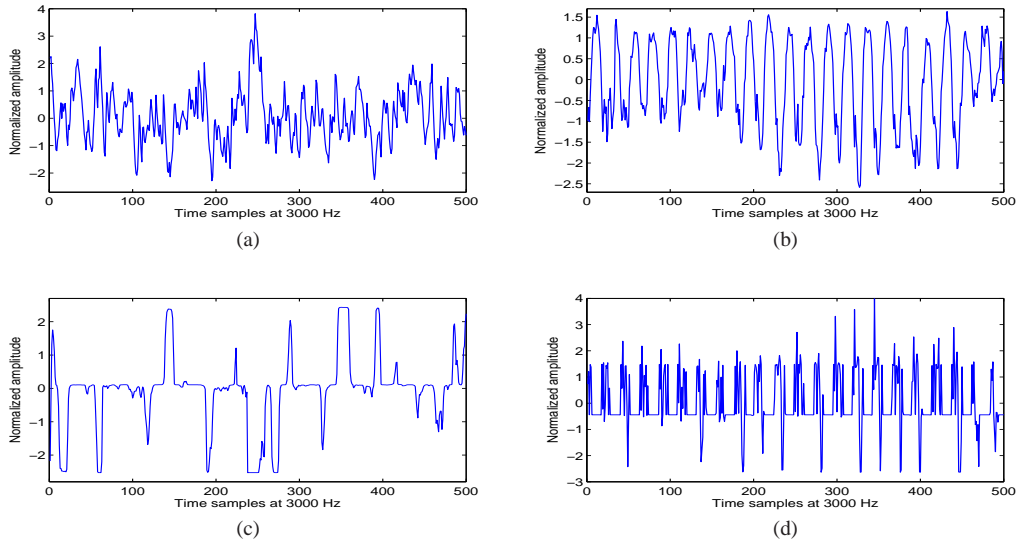 4
3
2
1
0
−1
−2
Normalized amplitude
0 100 200 300 400 500
Time samples at 3000 Hz
(a)
1.5
1
0.5
0
−0.5
−1
−1.5
−2
−2.5
Normalized amplitude
0 100 200 300 400 500
Time samples at 3000 Hz
(b)
2
1
0
−1
−2
Normalized amplitude
0 100 200 300 400 500
Time samples at 3000 Hz
(c)
4
3
2
1
0
−1
−2
−3
Normalized amplitude
0 100 200 300 400 500
Time samples at 3000 Hz
(d)